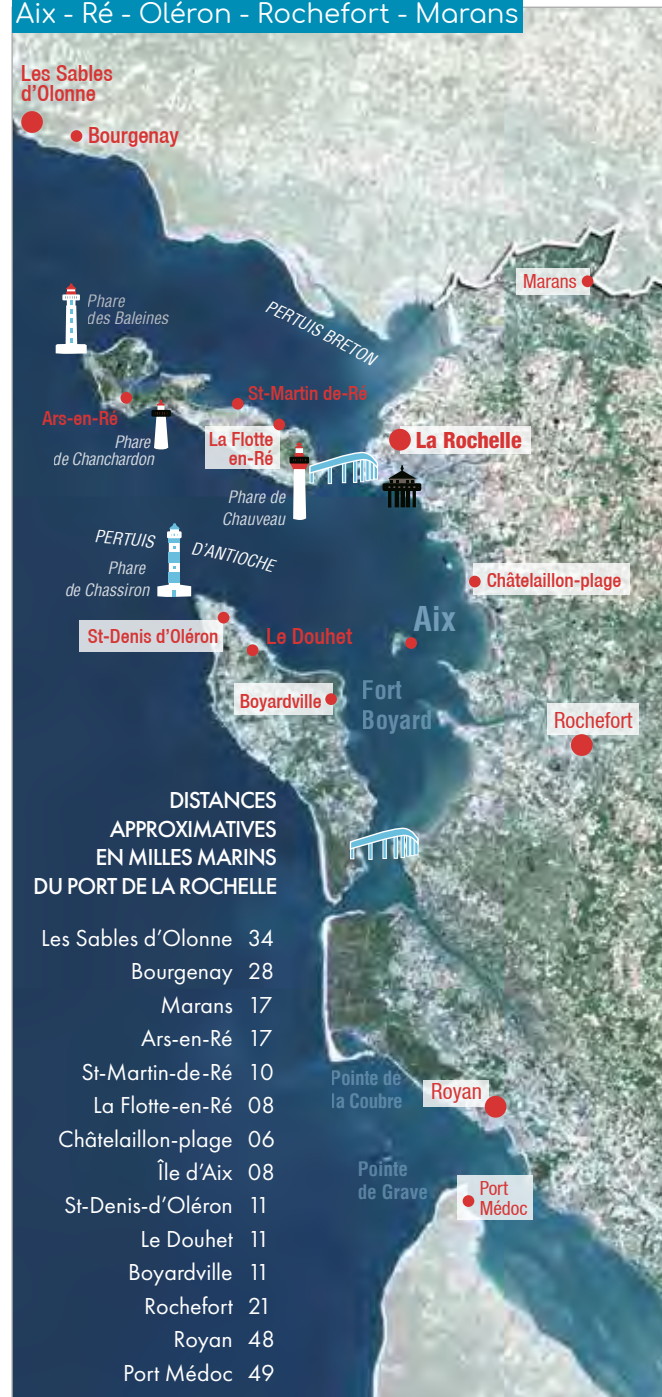 Aix - Ré - Oléron - Rochefort - Marans
Les Sables
d'Olonne
Bourgenay
Marans
Phare
des Baleines
PERTUIS BRETON
St-Martin de-Ré
Ars-en-Ré
La Flotte
en-Ré
La Rochelle
Phare
de Chanchardon
Phare de
Chauveau
PERTUIS D'ANTIOCHE
Phare
de Chassiron
Châtelaillon-plage
Aix
St-Denis d'Oléron
Le Douhet
Fort
Boyard
Boyardville
Rochefort
DISTANCES
APPROXIMATIVES
EN MILLES MARINS
DU PORT DE LA ROCHELLE
Les Sables d'Olonne 34
Bourgenay 28
Marans 17
Ars-en-Ré 17
St-Martin-de-Ré 10
La Flotte-en-Ré 08
Châtelaillon-plage 06
Île d'Aix 08
St-Denis-d'Oléron 11
Le Douhet 11
Boyardville 11
Rochefort 21
Royan 48
Port Médoc 49
Pointe de
la Coubre
Royan
Pointe
de Grave
Port
Médoc